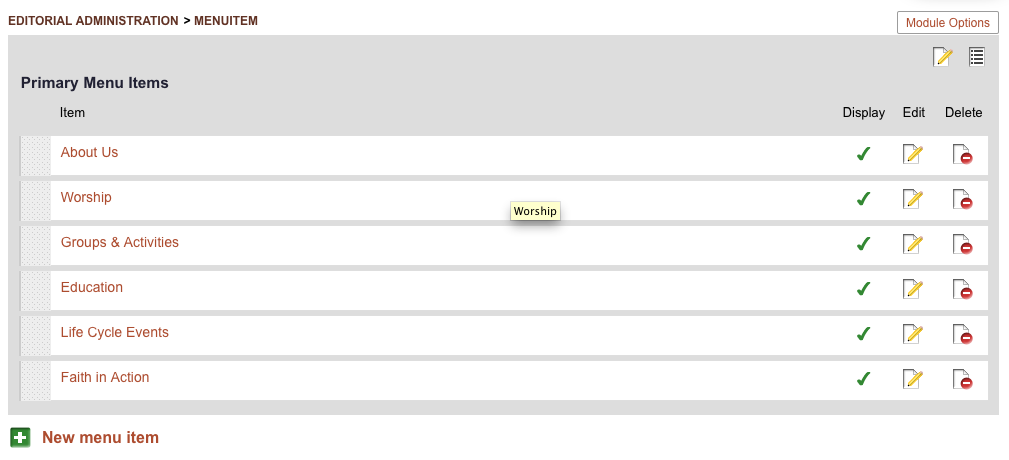 EDITORIAL ADMINISTRATION > MENUITEM
Module Options
Primary Menu Items
Item Display Edit Delete
About Us
Worship
Worship
Groups & Activities
Education
Life Cycle Events
Faith in Action
New menu item